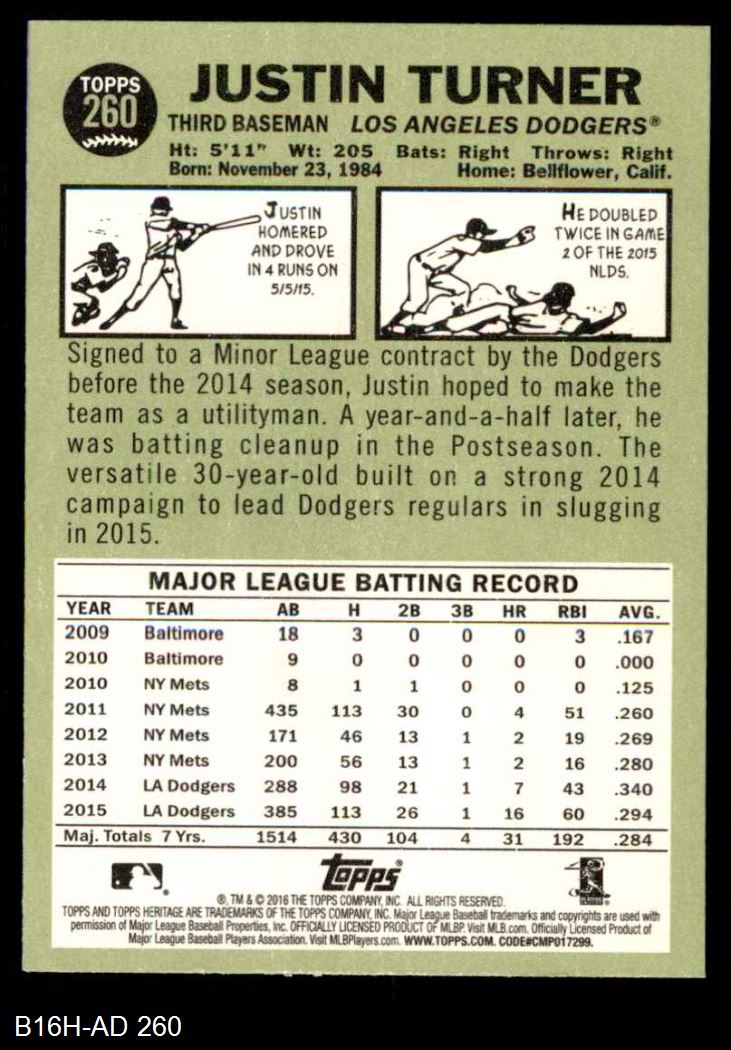 TOPPS
260
JUSTIN TURNER
THIRD BASEMAN LOS ANGELES DODGERS®
Ht: 5'11" Wt: 205 Bats: Right Throws: Right
Born: November 23, 1984 Home: Bellflower, Calif.
JUSTIN
HOMERED
AND DROVE
IN 4 RUNS ON
5/5/15.
HE DOUBLED
TWICE IN GAME
2 OF THE 2015
NLDS.
Signed to a Minor League contract by the Dodgers
before the 2014 season, Justin hoped to make the
team as a utilityman. A year-and-a-half later, he
was batting cleanup in the Postseason. The
versatile 30-year-old built on a strong 2014
campaign to lead Dodgers regulars in slugging
in 2015.
MAJOR LEAGUE BATTING RECORD
YEAR TEAM AB H 2B 3B HR RBI AVG.
2009 Baltimore 18 3 0 0 0 3 .167
2010 Baltimore 9 0 0 0 0 0 .000
2010 NY Mets 8 1 1 0 0 0 .125
2011 NY Mets 435 113 30 0 4 51 .260
2012 NY Mets 171 46 13 1 2 19 .269
2013 NY Mets 200 56 13 1 2 16 .280
2014 LA Dodgers 288 98 21 1 7 43 .340
2015 LA Dodgers 385 113 26 1 16 60 .294
Maj. Totals 7 Yrs. 1514 430 104 4 31 192 .284
Topps®
®, TM & © 2016 THE TOPPS COMPANY, INC. ALL RIGHTS RESERVED.
TOPPS AND TOPPS HERITAGE ARE TRADEMARKS OF THE TOPPS COMPANY, INC. Major League Baseball trademarks and copyrights are used with
permission of Major League Baseball Properties, Inc. OFFICIALLY LICENSED PRODUCT OF MLBP. Visit MLB.com. Officially Licensed Product of
Major League Baseball Players Association. Visit MLBPlayers.com. WWW.TOPPS.COM. CODE#CMP017299.
B16H-AD 260